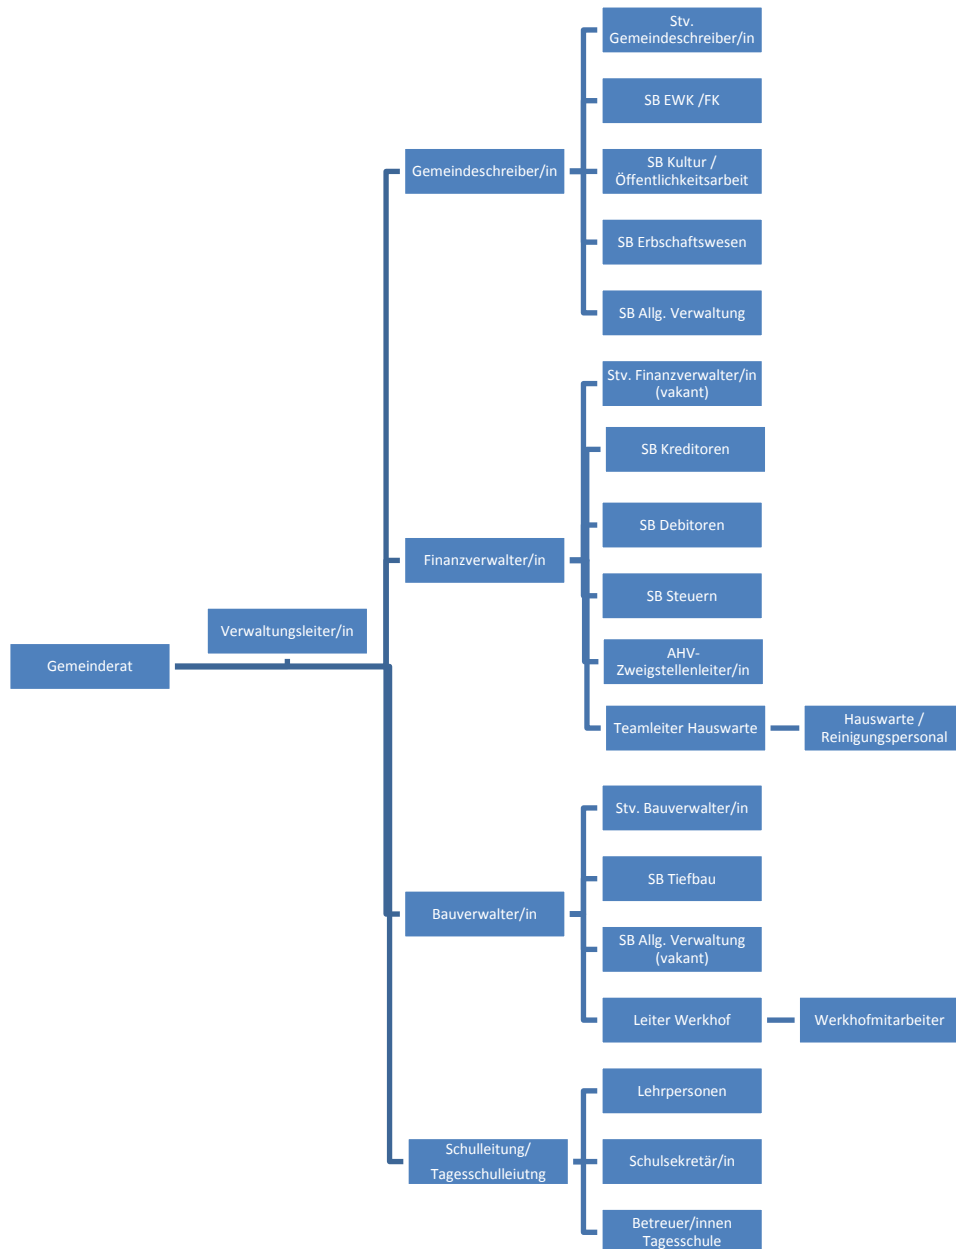 Gemeinderat
Verwaltungsleiter/in
Gemeindeschreiber/in
Stv.
Gemeindeschreiber/in
SB EWK /FK
SB Kultur /
Öffentlichkeitsarbeit
SB Erbschaftswesen
SB Allg. Verwaltung
Finanzverwalter/in
Stv. Finanzverwalter/in
(vakant)
SB Kreditoren
SB Debitoren
SB Steuern
AHV-
Zweigstellenleiter/in
Teamleiter Hauswarte
Hauswarte /
Reinigungspersonal
Bauverwalter/in
Stv. Bauverwalter/in
SB Tiefbau
SB Allg. Verwaltung
(vakant)
Leiter Werkhof
Werkhofmitarbeiter
Schulleitung/
Tagesschulleiutng
Lehrpersonen
Schulsekretär/in
Betreuer/innen
Tagesschule